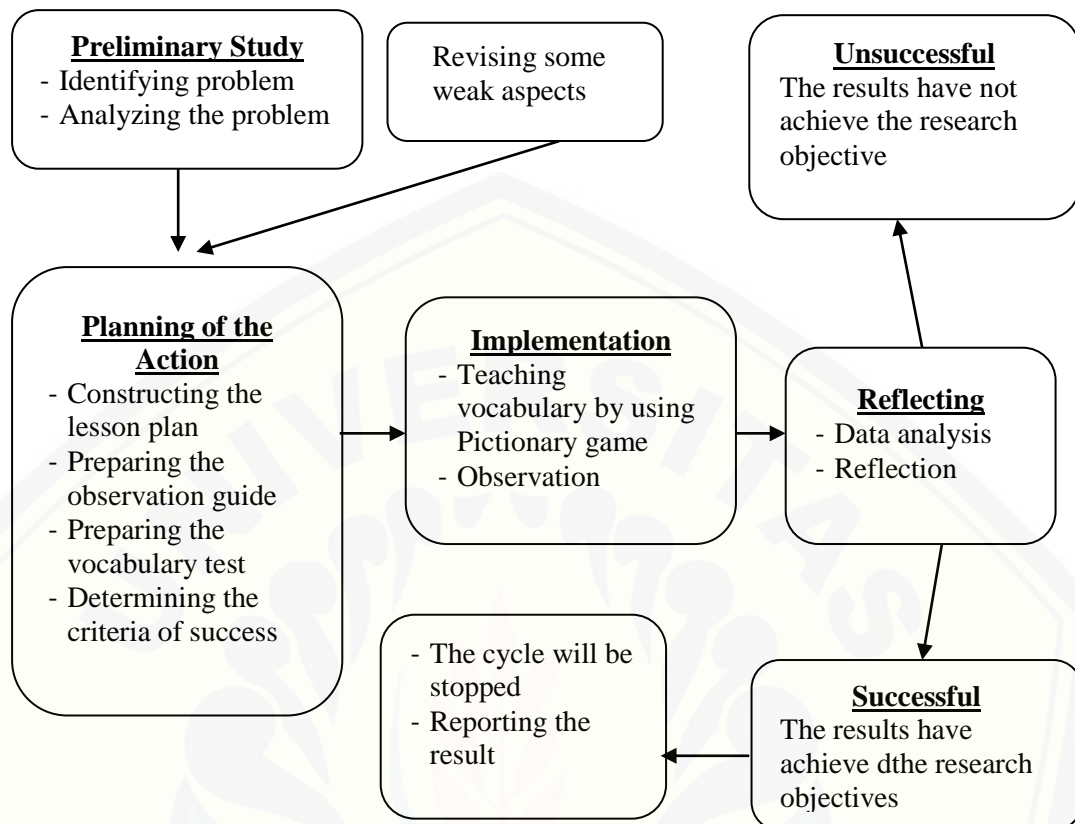 Preliminary Study
- Identifying problem
- Analyzing the problem
Revising some
weak aspects
Unsuccessful
The results have not
achieve the research
objective
Planning of the
Action
- Constructing the
lesson plan
- Preparing the
observation guide
- Preparing the
vocabulary test
- Determining the
criteria of success
Implementation
- Teaching
vocabulary by using
Pictionary game
- Observation
Reflecting
- Data analysis
- Reflection
- The cycle will be
stopped
- Reporting the
result
Successful
The results have
achieve dthe research
objectives
UNIVERSITAS